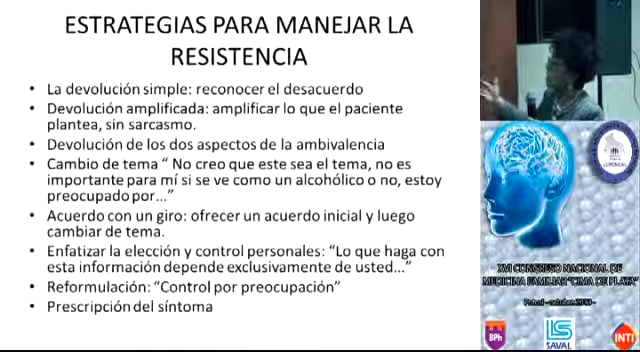 ESTRATEGIAS PARA MANEJAR LA
RESISTENCIA
• La devolución simple: reconocer el desacuerdo
• Devolución amplificada: amplificar lo que el paciente
plantea, sin sarcasmo.
• Devolución de los dos aspectos de la ambivalencia
• Cambio de tema “ No creo que este sea el tema, no es
importante para mí si se ve como un alcohólico o no, estoy
preocupado por...”
• Acuerdo con un giro: ofrecer un acuerdo inicial y luego
cambiar de tema.
• Enfatizar la elección y control personales: “Lo que haga con
esta información depende exclusivamente de usted...”
• Reformulación: “Control por preocupación”
• Prescripción del síntoma
XVI CONGRESO NACIONAL DE
MEDICINA FAMILIAR “CIMA DE PLATA”
BPh
SAVAL
INTI